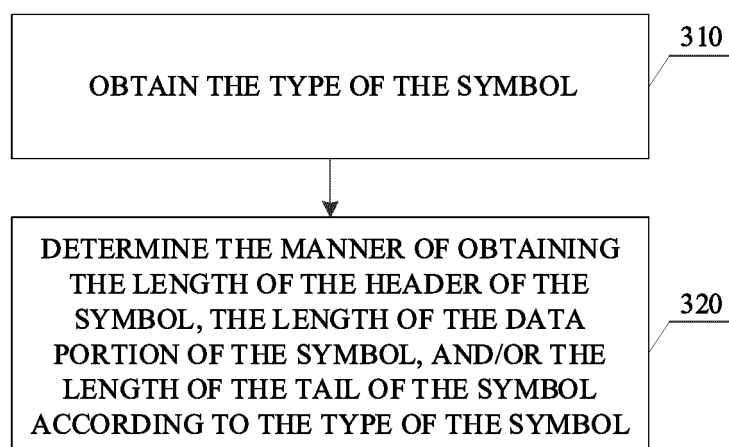 310
OBTAIN THE TYPE OF THE SYMBOL
320
DETERMINE THE MANNER OF OBTAINING
THE LENGTH OF THE HEADER OF THE
SYMBOL, THE LENGTH OF THE DATA
PORTION OF THE SYMBOL, AND/OR THE
LENGTH OF THE TAIL OF THE SYMBOL
ACCORDING TO THE TYPE OF THE SYMBOL